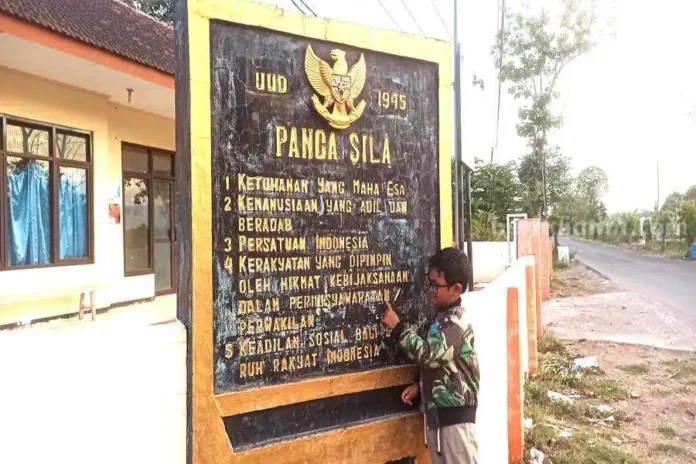 UUD 1945
PANCA SILA
1 KETUHANAN YANG MAHA ESA
2 KEMANUSIAAN YANG ADIL DAN
BERADAB
3 PERSATUAN INDONESIA
4 KERAKYATAN YANG DIPIMPIN
OLEH HIKMAT KEBIJAKSANAAN
DALAM PERMUSYAWARATAN
PERWAKILAN
5 KEADILAN SOSIAL BAGI
RUH RAKYAT INDONESIA